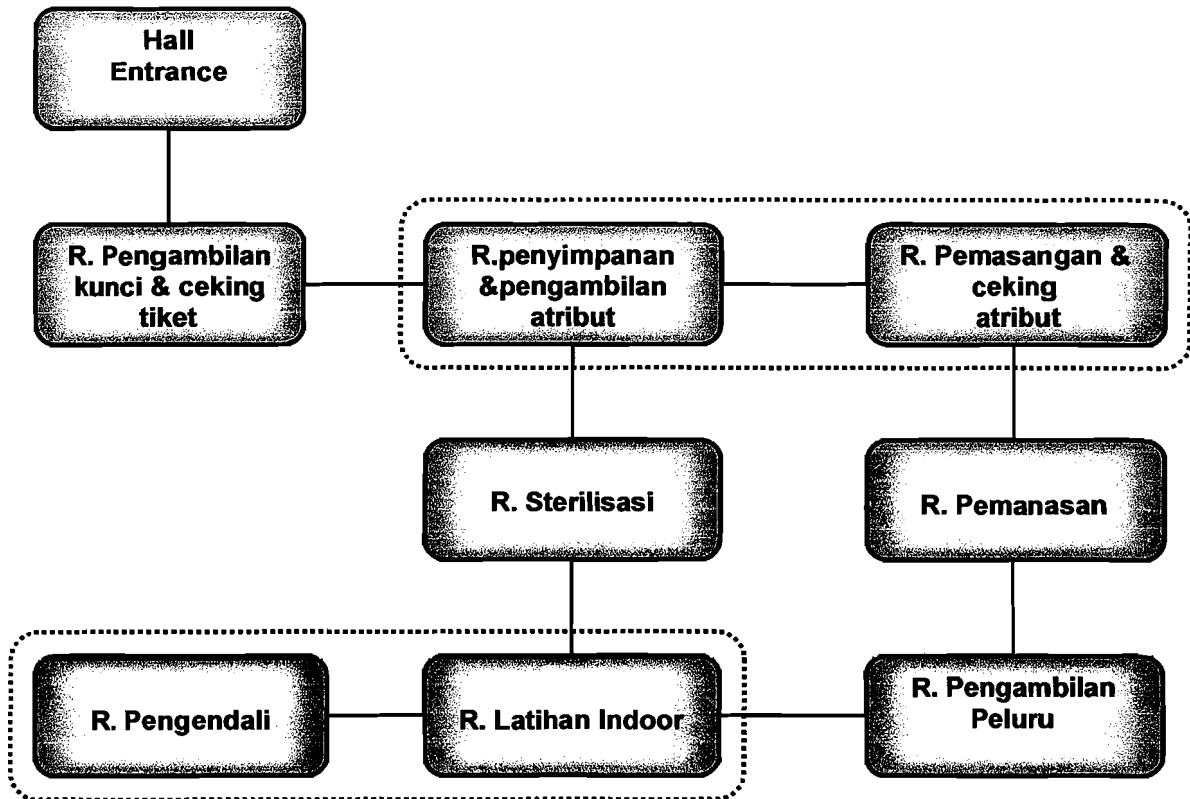 Hall
Entrance
R. Pengambilan
kunci & ceking
tiket
R.penyimpanan
&pengambilan
atribut
R. Pemasangan &
ceking
atribut
R. Sterilisasi
R. Pemanasan
R. Pengendali
R. Latihan Indoor
R. Pengambilan
Peluru